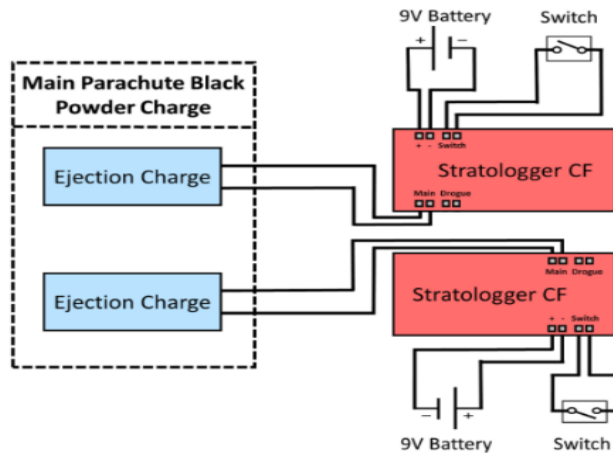 9V Battery
Switch
+
−
Main Parachute Black
Powder Charge
+ - Switch
Ejection Charge
Stratologger CF
Main Drogue
Main Drogue
Ejection Charge
Stratologger CF
+ - Switch
−
+
9V Battery
Switch